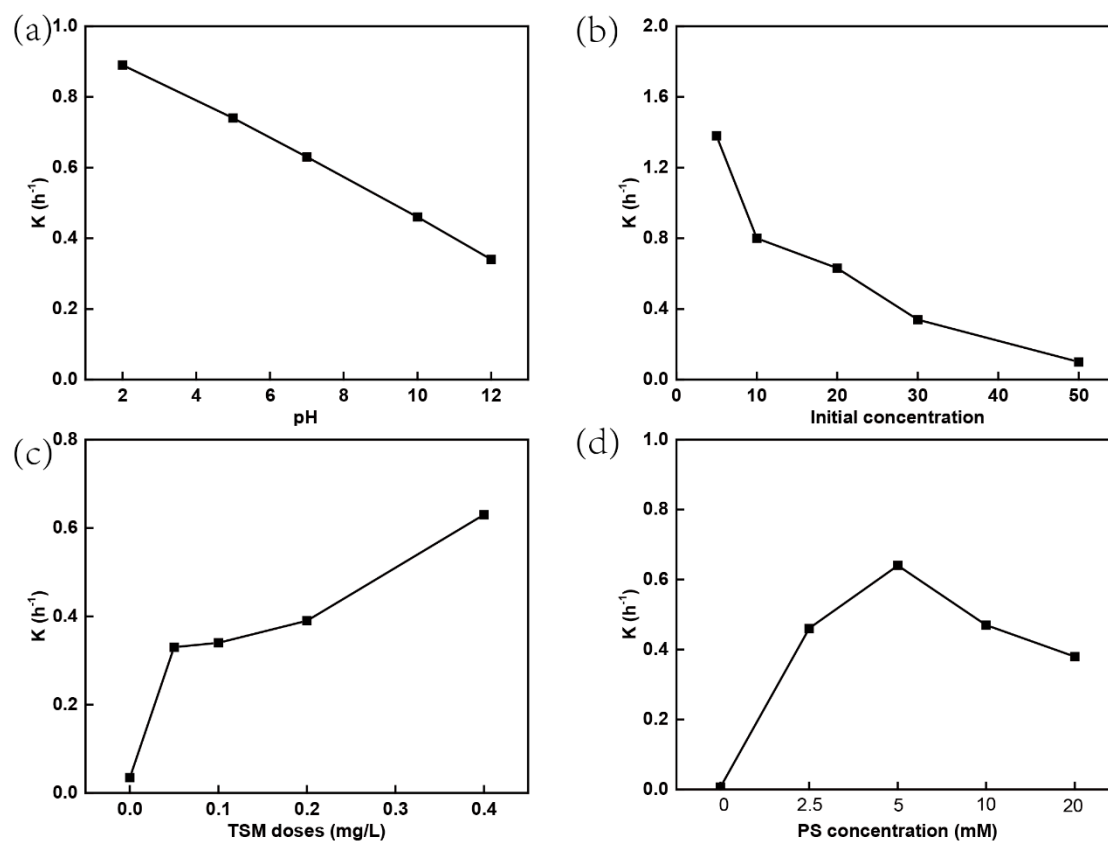 (a)
1.0
0.8
0.6
0.4
0.2
0.0
K (h⁻¹)
2 4 6 8 10 12
pH
(b)
2.0
1.6
1.2
0.8
0.4
0.0
K (h⁻¹)
0 10 20 30 40 50
Initial concentration
(c)
0.8
0.6
0.4
0.2
0.0
K (h⁻¹)
0.0 0.1 0.2 0.3 0.4
TSM doses (mg/L)
(d)
1.0
0.8
0.6
0.4
0.2
0.0
K (h⁻¹)
0 2.5 5 10 20
PS concentration (mM)